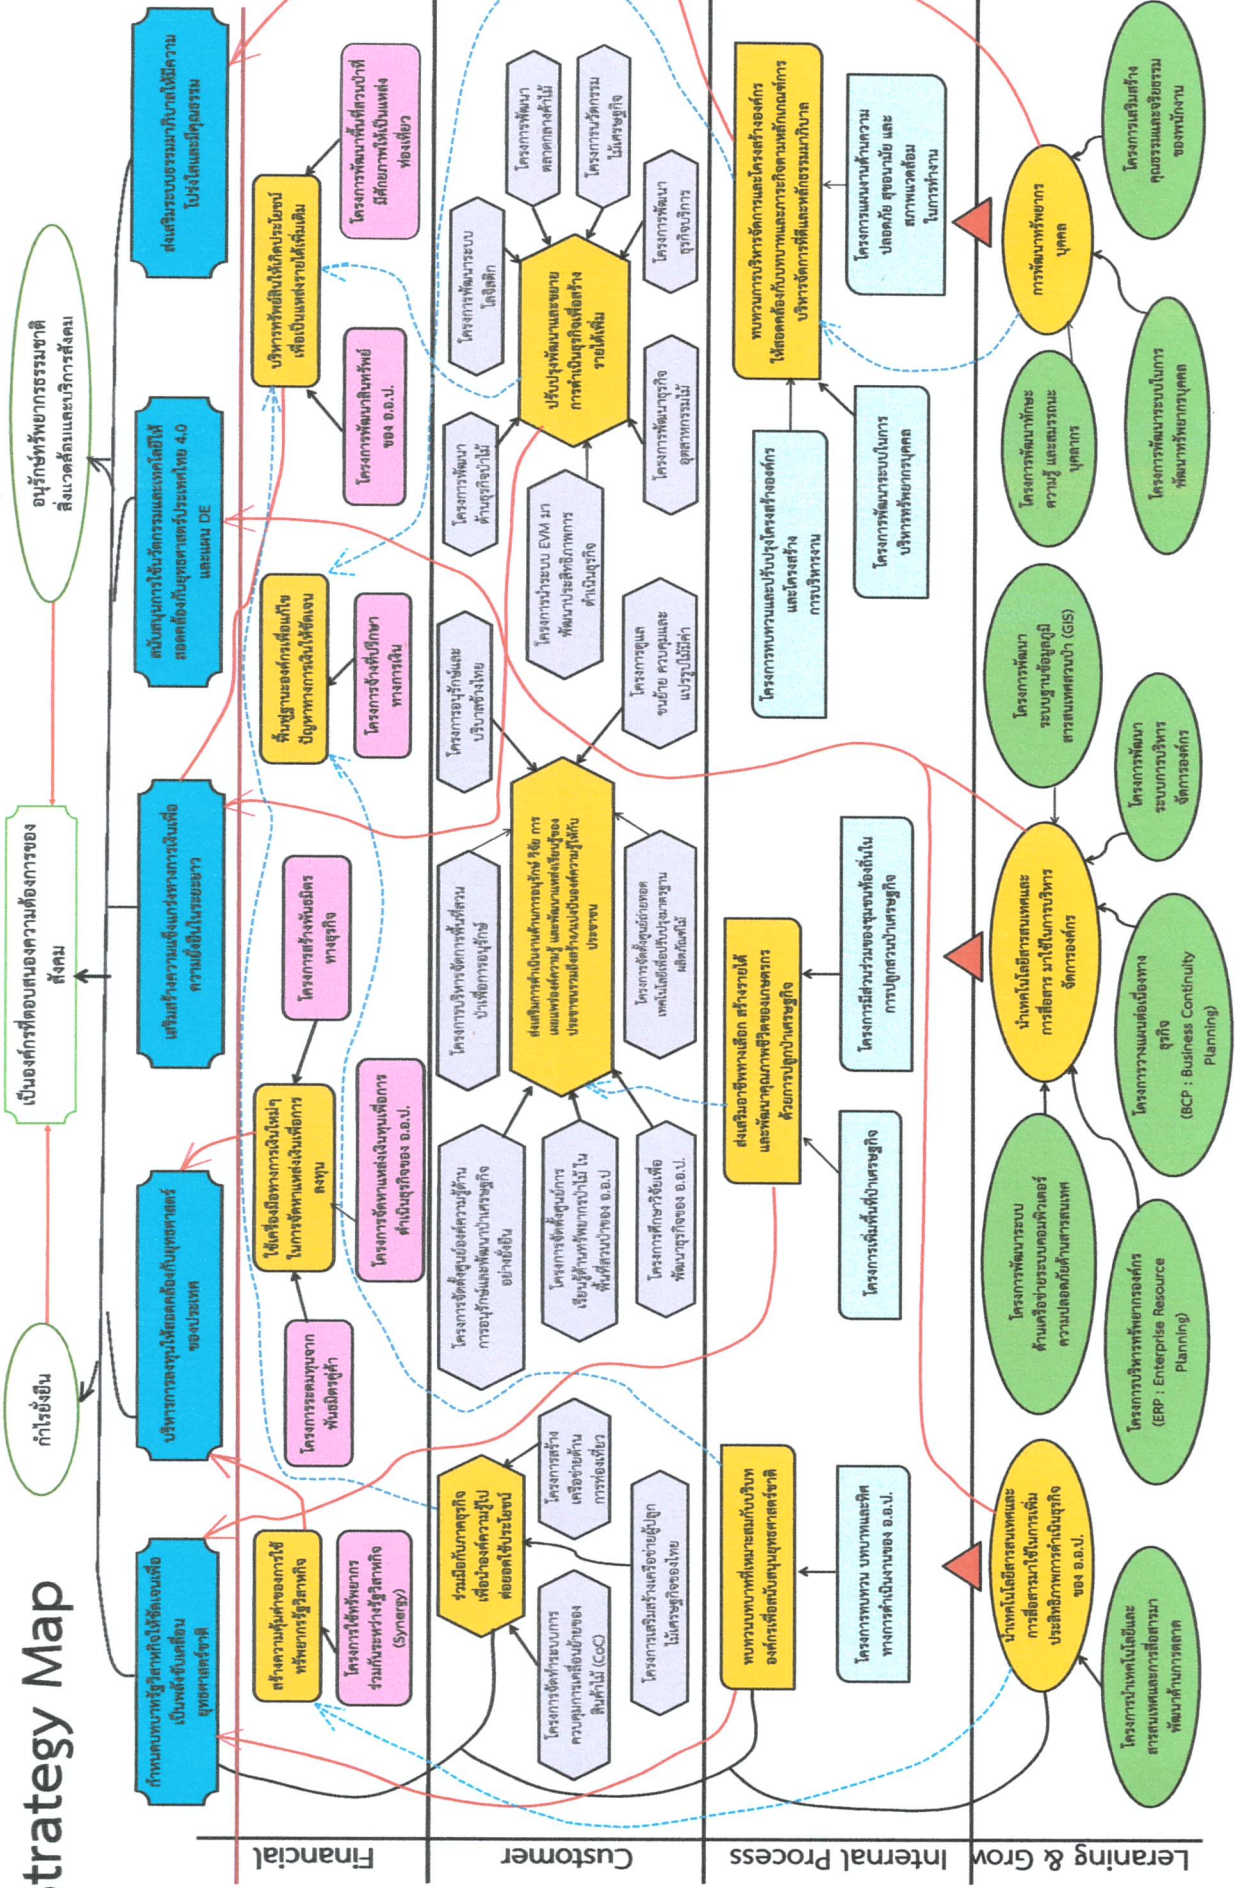 Strategy Map
เป็นองค์กรที่ตอบสนองความต้องการของ
สังคม
กำไรยั่งยืน
อนุรักษ์ทรัพยากรธรรมชาติ
สิ่งแวดล้อมและบริการสังคม
กำหนดบทบาทรัฐวิสาหกิจให้ชัดเจนเพื่อ
เป็นพลังขับเคลื่อน
ยุทธศาสตร์ชาติ
บริหารการลงทุนให้สอดคล้องกับยุทธศาสตร์
ของประเทศ
เสริมสร้างความแข็งแกร่งทางการเงินเพื่อ
ความยั่งยืนในระยะยาว
สนับสนุนการใช้นวัตกรรมและเทคโนโลยีให้
สอดคล้องกับยุทธศาสตร์ประเทศไทย 4.0
และแผน DE
ส่งเสริมระบบธรรมาภิบาลให้มีความ
โปร่งใสและมีคุณธรรม
Financial
สร้างความคุ้มค่าของการใช้
ทรัพยากรรัฐวิสาหกิจ
โครงการใช้ทรัพยากร
ร่วมกันระหว่างรัฐวิสาหกิจ
(Synergy)
ใช้เครื่องมือทางการเงินใหม่ๆ
ในการจัดหาแหล่งเงินเพื่อการ
ลงทุน
โครงการระดมทุนจาก
พันธมิตรคู่ค้า
โครงการจัดหาแหล่งเงินทุนเพื่อการ
ดำเนินธุรกิจของ อ.อ.ป.
โครงการสร้างพันธมิตร
ทางธุรกิจ
ฟื้นฟูฐานะองค์กรเพื่อแก้ไข
ปัญหาทางการเงินให้ชัดเจน
โครงการจ้างที่ปรึกษา
ทางการเงิน
บริหารทรัพย์สินให้เกิดประโยชน์
เพื่อเป็นแหล่งรายได้เพิ่มเติม
โครงการพัฒนาสินทรัพย์
ของ อ.อ.ป.
โครงการพัฒนาพื้นที่สวนป่าที่
มีศักยภาพให้เป็นแหล่ง
ท่องเที่ยว
Customer
ร่วมมือกับภาคธุรกิจ
เพื่อนำองค์ความรู้ไป
ต่อยอดใช้ประโยชน์
โครงการสร้าง
เครือข่ายด้าน
การท่องเที่ยว
โครงการจัดทำระบบการ
ควบคุมการเคลื่อนย้ายของ
สินค้าไม้ (CoC)
โครงการเสริมสร้างเครือข่ายผู้ปลูก
ไม้เศรษฐกิจของไทย
โครงการจัดตั้งศูนย์องค์ความรู้ด้าน
การอนุรักษ์และพัฒนาป่าเศรษฐกิจ
อย่างยั่งยืน
โครงการจัดตั้งศูนย์การ
เรียนรู้ด้านทรัพยากรป่าไม้ ใน
พื้นที่สวนป่าของ อ.อ.ป
โครงการศึกษาวิจัยเพื่อ
พัฒนาธุรกิจของ อ.อ.ป.
โครงการบริหารจัดการพื้นที่สวน
ป่าเพื่อการอนุรักษ์
ส่งเสริมการดำเนินงานด้านการอนุรักษ์ วิจัย การ
เผยแพร่องค์ความรู้ และพัฒนาแหล่งเรียนรู้ของ
ประชาชน
โครงการจัดตั้งศูนย์ถ่ายทอด
เทคโนโลยีเพื่อปรับปรุงมาตรฐาน
ผลิตภัณฑ์ไม้
โครงการอนุรักษ์และ
บริบาลช้างไทย
โครงการดูแล
ขนย้าย ควบคุมและ
แปรรูปไม้มีค่า
ปรับปรุงพัฒนาและขยาย
การดำเนินธุรกิจเพื่อสร้าง
รายได้เพิ่ม
โครงการพัฒนา
ด้านธุรกิจป่าไม้
โครงการนำระบบ EVM มา
พัฒนาประสิทธิภาพการ
ดำเนินธุรกิจ
โครงการพัฒนาธุรกิจ
อุตสาหกรรมไม้
โครงการพัฒนาระบบ
โลจิสติก
โครงการพัฒนา
ตลาดกลางค้าไม้
โครงการนวัตกรรม
ไม้เศรษฐกิจ
โครงการพัฒนา
ธุรกิจบริการ
Internal Process
ทบทวนบทบาทที่เหมาะสมกับบริบท
องค์กรเพื่อสนับสนุนยุทธศาสตร์ชาติ
โครงการทบทวน บทบาทและทิศ
ทางการดำเนินงานของ อ.อ.ป.
ส่งเสริมอาชีพทางเลือก สร้างรายได้
และพัฒนาคุณภาพชีวิตของเกษตรกร
ด้วยการปลูกป่าเศรษฐกิจ
โครงการเพิ่มพื้นที่ป่าเศรษฐกิจ
โครงการมีส่วนร่วมของชุมชนท้องถิ่นใน
การปลูกสวนป่าเศรษฐกิจ
ทบทวนการบริหารจัดการและโครงสร้างองค์กร
ให้สอดคล้องกับบทบาทและภารกิจตามหลักเกณฑ์การ
บริหารจัดการที่ดีและหลักธรรมาภิบาล
โครงการทบทวนและปรับปรุงโครงสร้างองค์กร
และโครงสร้าง
การบริหารงาน
โครงการพัฒนาระบบในการ
บริหารทรัพยากรบุคคล
โครงการแผนงานด้านความ
ปลอดภัย สุขอนามัย และ
สภาพแวดล้อม
ในการทำงาน
Leraning & Grow
นำเทคโนโลยีสารสนเทศและ
การสื่อสารมาใช้ในการเพิ่ม
ประสิทธิภาพการดำเนินธุรกิจ
ของ อ.อ.ป.
โครงการนำเทคโนโลยีและ
สารสนเทศและการสื่อสารมา
พัฒนาด้านการตลาด
นำเทคโนโลยีสารสนเทศและ
การสื่อสาร มาใช้ในการบริหาร
จัดการองค์กร
โครงการพัฒนาระบบ
ด้านเครือข่ายระบบคอมพิวเตอร์
ความปลอดภัยด้านสารสนเทศ
โครงการบริหารทรัพยากรองค์กร
(ERP : Enterprise Resource
Planning)
โครงการวางแผนต่อเนื่องทาง
ธุรกิจ
(BCP : Business Continuity
Planning)
โครงการพัฒนา
ระบบการบริหาร
จัดการองค์กร
โครงการพัฒนา
ระบบฐานข้อมูลภูมิ
สารสนเทศสวนป่า (GIS)
การพัฒนาทรัพยากร
บุคคล
โครงการพัฒนาทักษะ
ความรู้ และสมรรถนะ
บุคลากร
โครงการพัฒนาระบบในการ
พัฒนาทรัพยากรบุคคล
โครงการเสริมสร้าง
คุณธรรมและจริยธรรม
ของพนักงาน